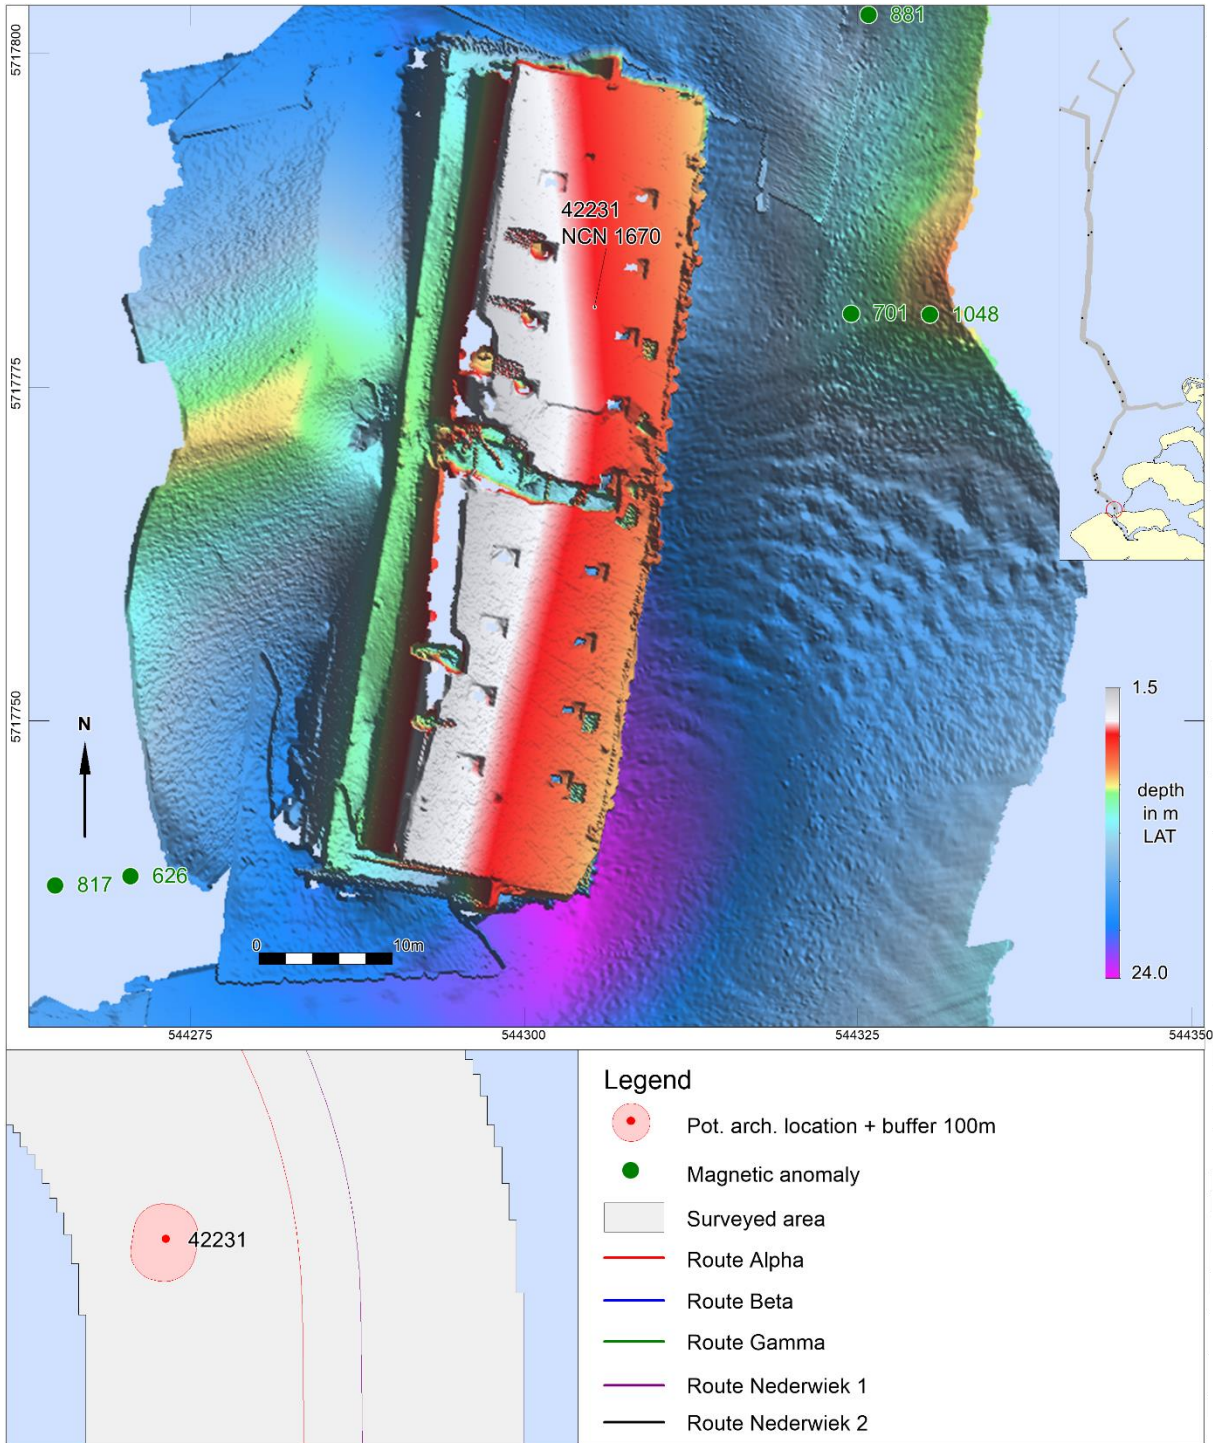 881
5717800
42231
NCN 1670
701
1048
5717775
1.5
5717750
N
depth
in m
LAT
817
626
0
10m
24.0
544275
544300
544325
544350
Legend
Pot. arch. location + buffer 100m
Magnetic anomaly
Surveyed area
42231
Route Alpha
Route Beta
Route Gamma
Route Nederwiek 1
Route Nederwiek 2